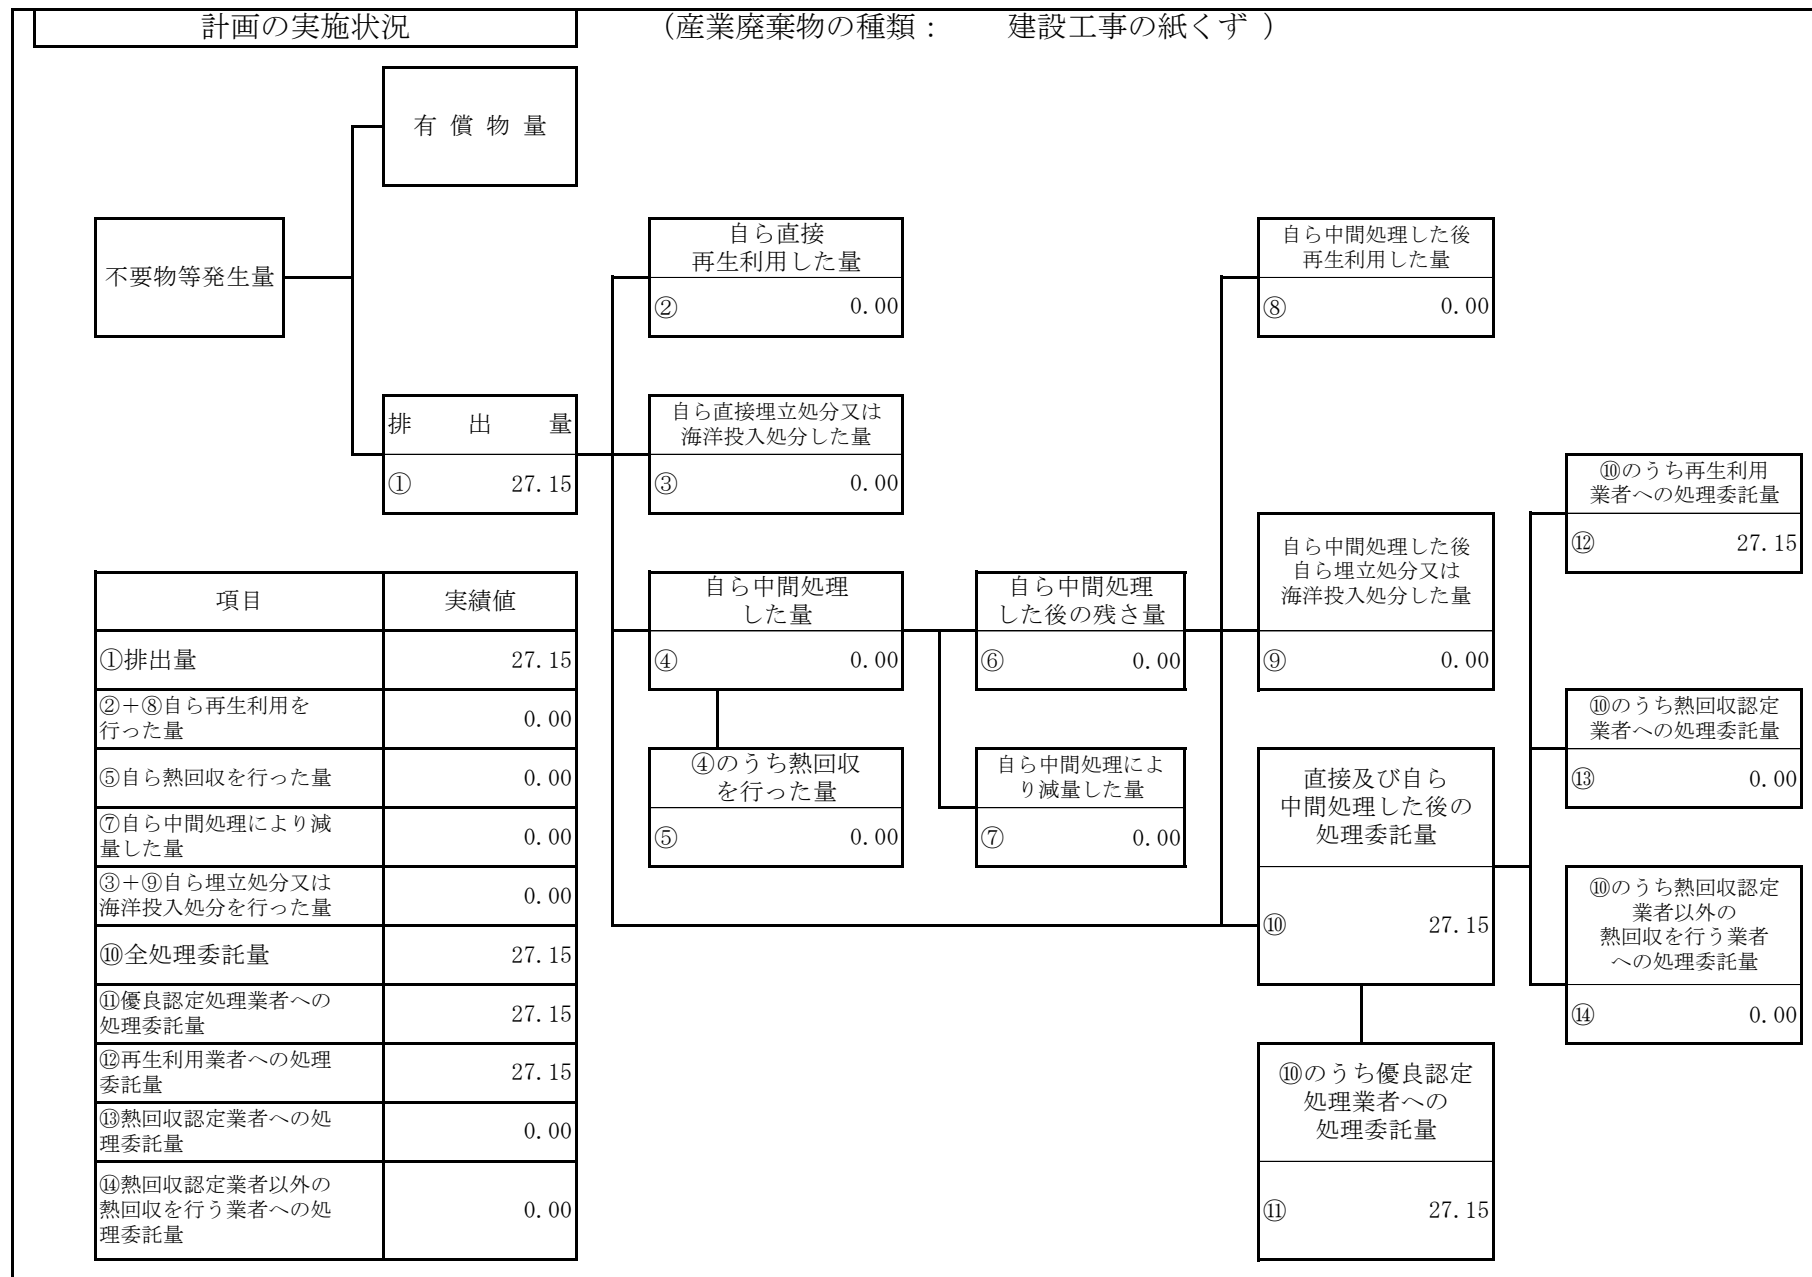 計画の実施状況
(産業廃棄物の種類： 建設工事の紙くず )
有 償 物 量
不要物等発生量
排 出 量
① 27.15
自ら直接
再生利用した量
② 0.00
自ら直接埋立処分又は
海洋投入処分した量
③ 0.00
自ら中間処理
した量
④ 0.00
④のうち熱回収
を行った量
⑤ 0.00
自ら中間処理
した後の残さ量
⑥ 0.00
自ら中間処理によ
り減量した量
⑦ 0.00
自ら中間処理した後
再生利用した量
⑧ 0.00
自ら中間処理した後
自ら埋立処分又は
海洋投入処分した量
⑨ 0.00
直接及び自ら
中間処理した後の
処理委託量
⑩ 27.15
⑩のうち優良認定
処理業者への
処理委託量
⑪ 27.15
⑩のうち再生利用
業者への処理委託量
⑫ 27.15
⑩のうち熱回収認定
業者への処理委託量
⑬ 0.00
⑩のうち熱回収認定
業者以外の
熱回収を行う業者
への処理委託量
⑭ 0.00
項目 実績値
①排出量 27.15
②＋⑧自ら再生利用を
行った量 0.00
⑤自ら熱回収を行った量 0.00
⑦自ら中間処理により減
量した量 0.00
③＋⑨自ら埋立処分又は
海洋投入処分を行った量 0.00
⑩全処理委託量 27.15
⑪優良認定処理業者への
処理委託量 27.15
⑫再生利用業者への処理
委託量 27.15
⑬熱回収認定業者への処
理委託量 0.00
⑭熱回収認定業者以外の
熱回収を行う業者への処
理委託量 0.00